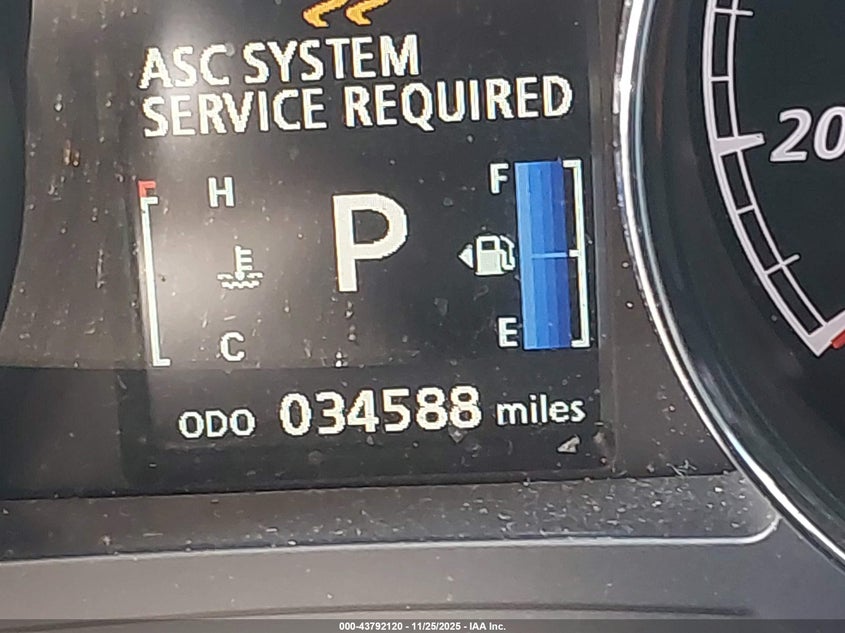 ASC SYSTEM
SERVICE REQUIRED
H
P
F
C
E
ODO 034588 miles
20
000-43792120 - 11/25/2025 - IAA Inc.